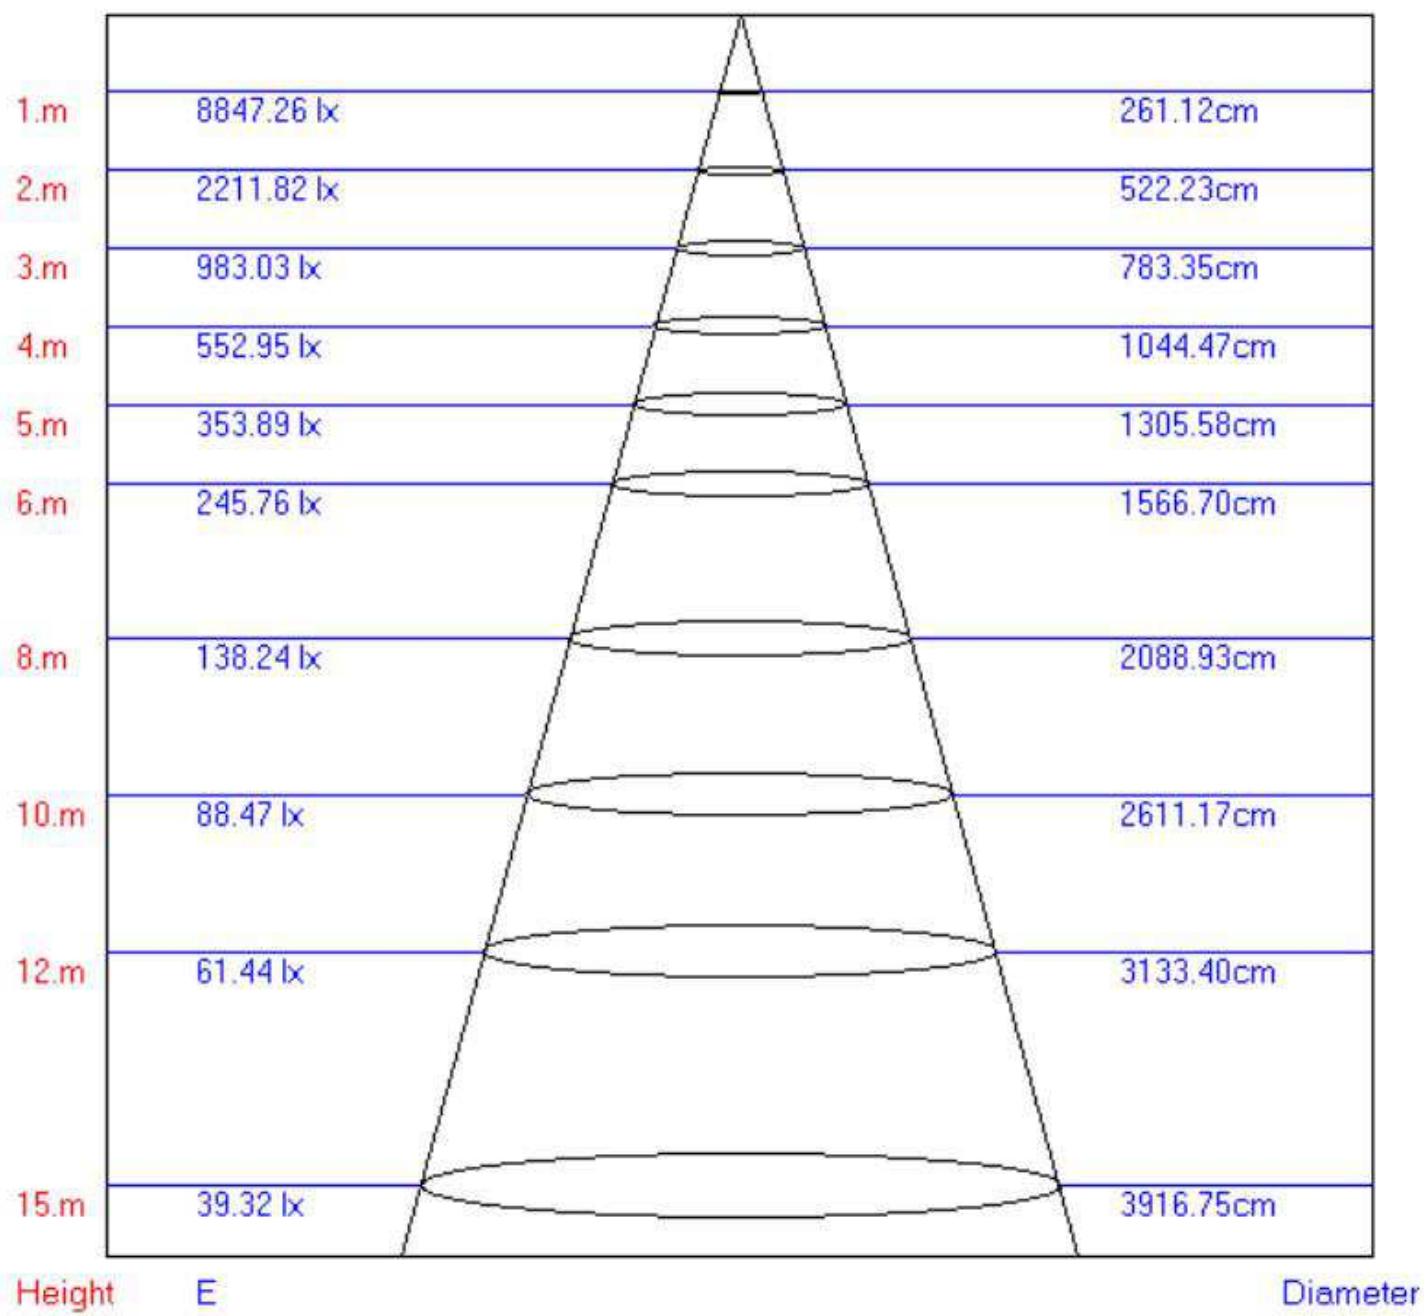 1.m 8847.26 lx 261.12cm
2.m 2211.82 lx 522.23cm
3.m 983.03 lx 783.35cm
4.m 552.95 lx 1044.47cm
5.m 353.89 lx 1305.58cm
6.m 245.76 lx 1566.70cm
8.m 138.24 lx 2088.93cm
10.m 88.47 lx 2611.17cm
12.m 61.44 lx 3133.40cm
15.m 39.32 lx 3916.75cm
Height E Diameter